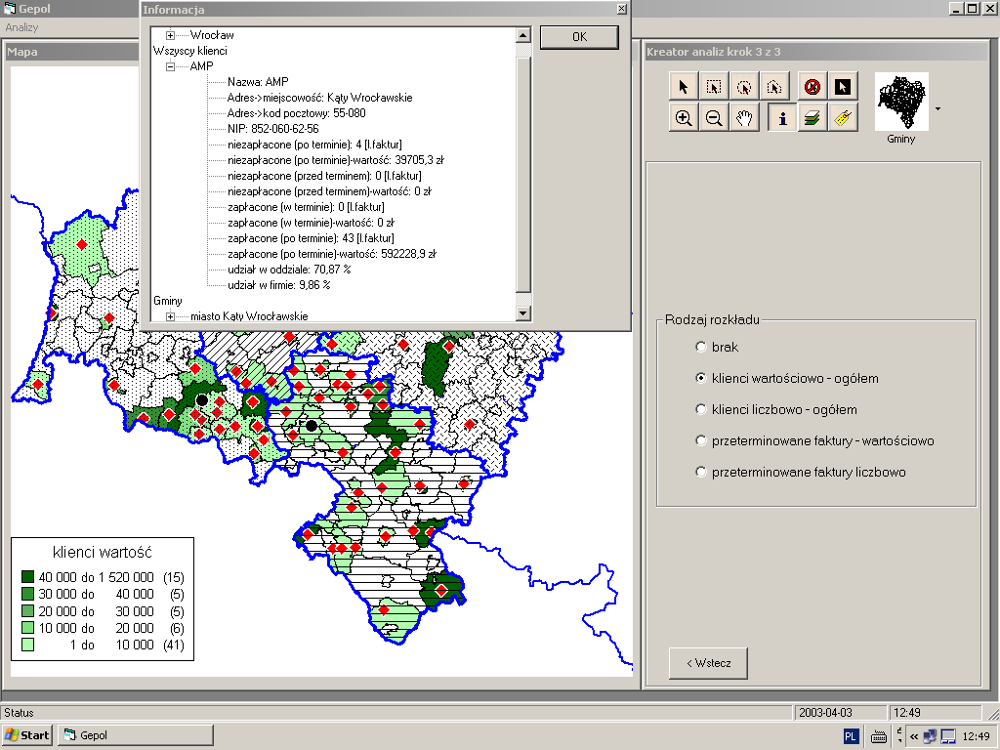 Gepol
Analizy
Mapa
Informacja
Wrocław
Wszyscy klienci
AMP
Nazwa: AMP
Adres->miejscowość: Kąty Wrocławskie
Adres->kod pocztowy: 55-080
NIP: 852-060-62-56
niezapłacone (po terminie): 4 [l.faktur]
niezapłacone (po terminie)-wartość: 39705,3 zł
niezapłacone (przed terminem): 0 [l.faktur]
niezapłacone (przed terminem)-wartość: 0 zł
zapłacone (w terminie): 0 [l.faktur]
zapłacone (w terminie)-wartość: 0 zł
zapłacone (po terminie): 43 [l.faktur]
zapłacone (po terminie)-wartość: 592228,9 zł
udział w oddziale: 70,87 %
udział w firmie: 9,86 %
Gminy
miasto Kąty Wrocławskie
OK
Kreator analiz krok 3 z 3
Gminy
Rodzaj rozkładu
brak
klienci wartościowo - ogółem
klienci liczbowo - ogółem
przeterminowane faktury - wartościowo
przeterminowane faktury liczbowo
< Wstecz
klienci wartość
40 000 do 1 520 000 (15)
30 000 do 40 000 (5)
20 000 do 30 000 (5)
10 000 do 20 000 (6)
1 do 10 000 (41)
Status
2003-04-03
12:49
Start
Gepol
PL
«
12:49